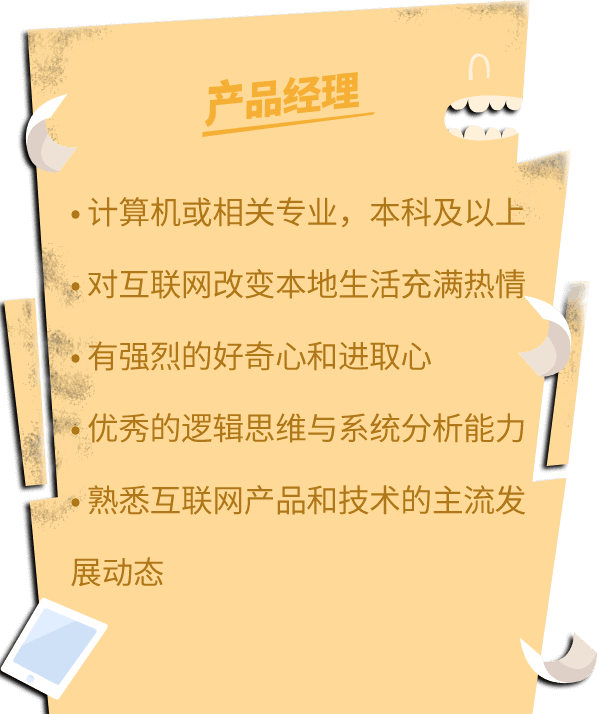 产品经理
• 计算机或相关专业，本科及以上
• 对互联网改变本地生活充满热情
• 有强烈的好奇心和进取心
• 优秀的逻辑思维与系统分析能力
• 熟悉互联网产品和技术的主流发
展动态